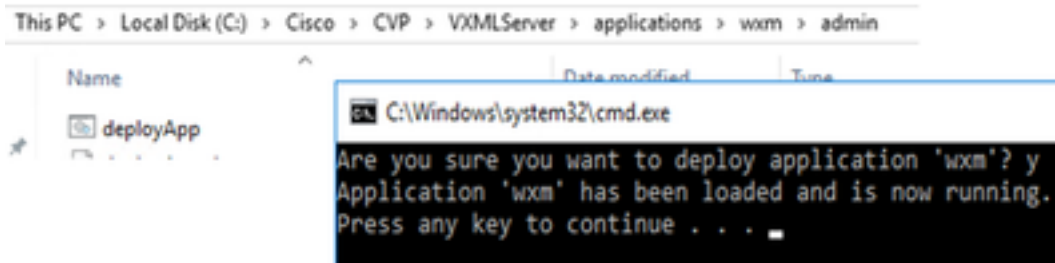 This PC > Local Disk (C:) > Cisco > CVP > VXMLServer > applications > wxm > admin
Name
Date modified
Type
deployApp
C:\Windows\system32\cmd.exe
Are you sure you want to deploy application 'wxm'? y
Application 'wxm' has been loaded and is now running.
Press any key to continue . . .